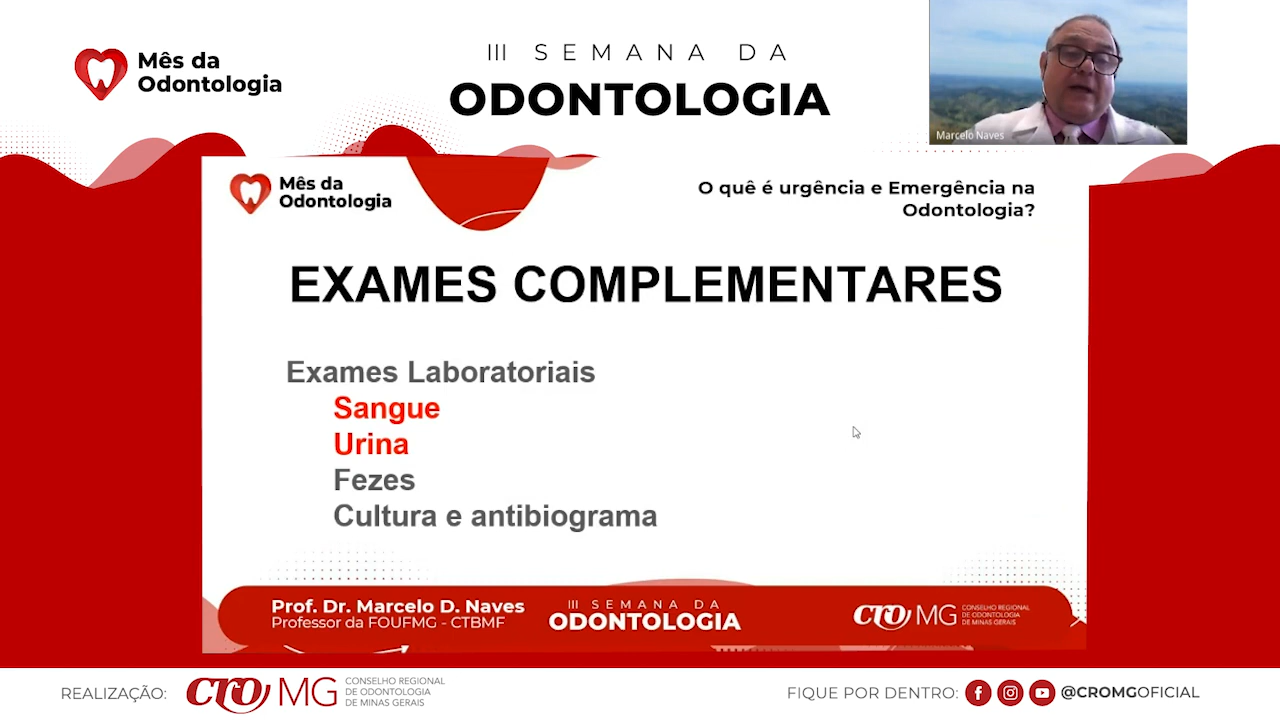 Mês da
Odontologia
III SEMANA DA
ODONTOLOGIA
Marcelo Naves
Mês da
Odontologia
O quê é urgência e Emergência na
Odontologia?
EXAMES COMPLEMENTARES
Exames Laboratoriais
Sangue
Urina
Fezes
Cultura e antibiograma
Prof. Dr. Marcelo D. Naves
Professor da FOUFMG - CTBMF
III SEMANA DA
ODONTOLOGIA
CRO MG
CONSELHO REGIONAL
DE ODONTOLOGIA
DE MINAS GERAIS
REALIZAÇÃO:
CRO MG
CONSELHO REGIONAL
DE ODONTOLOGIA
DE MINAS GERAIS
FIQUE POR DENTRO:
@CROMGOFICIAL